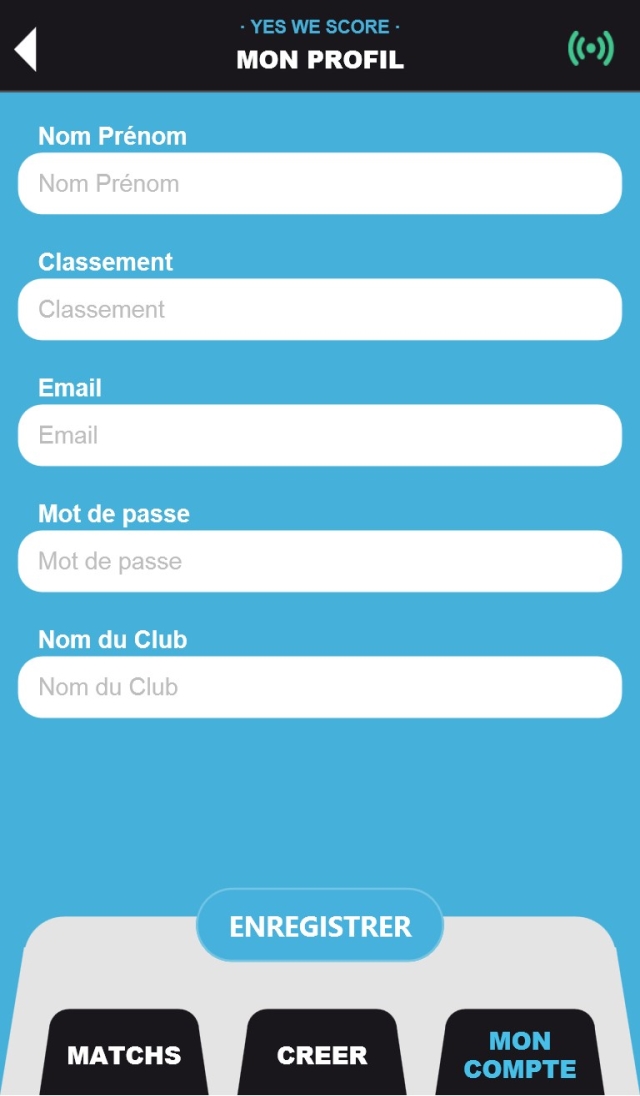 · YES WE SCORE ·
MON PROFIL
Nom Prénom
Nom Prénom
Classement
Classement
Email
Email
Mot de passe
Mot de passe
Nom du Club
Nom du Club
ENREGISTRER
MATCHS
CREER
MON
COMPTE